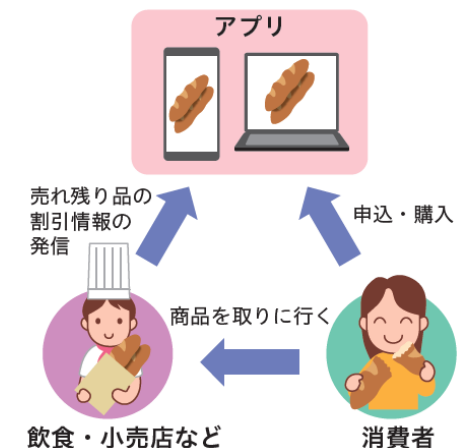 アプリ
売れ残り品の
割引情報の
発信
申込・購入
商品を取りに行く
飲食・小売店など
消費者